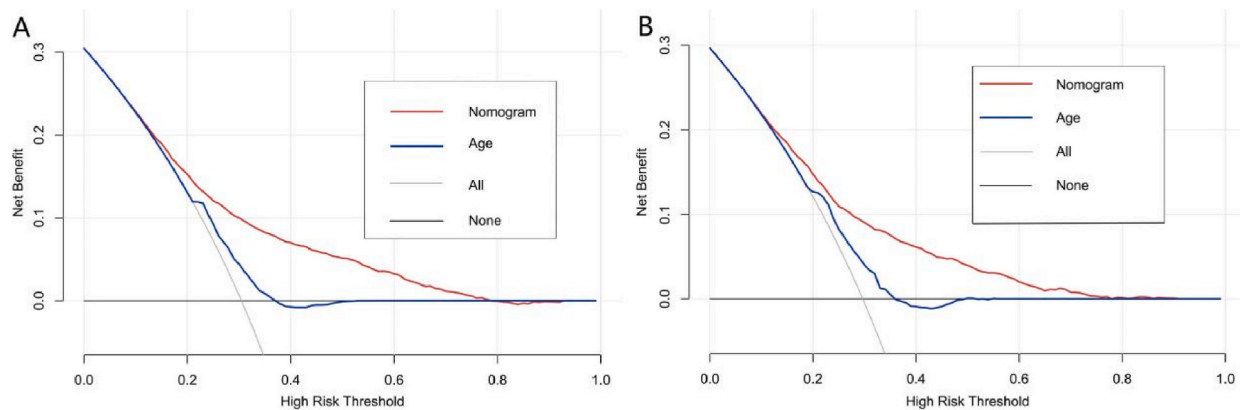 A
Net Benefit
0.3
0.2
0.1
0.0
Nomogram
Age
All
None
0.0 0.2 0.4 0.6 0.8 1.0
High Risk Threshold
B
Net Benefit
0.3
0.2
0.1
0.0
Nomogram
Age
All
None
0.0 0.2 0.4 0.6 0.8 1.0
High Risk Threshold